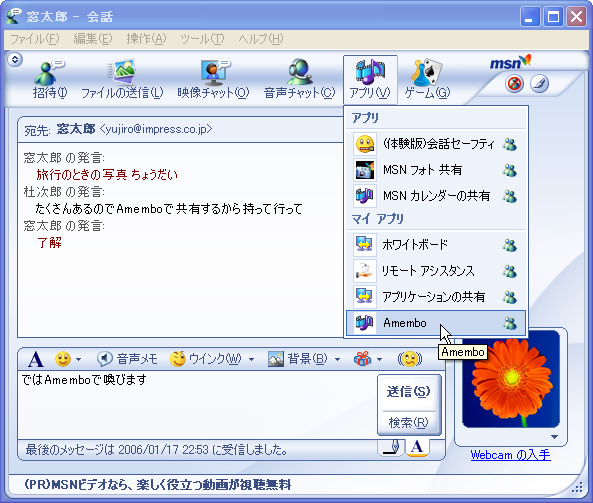 窓太郎 - 会話
ファイル(F) 編集(E) 操作(A) ツール(T) ヘルプ(H)
msn
招待(I) ファイルの送信(L) 映像チャット(O) 音声チャット(C) アプリ(V) ゲーム(G)
宛先: 窓太郎 <yujiro@impress.co.jp>
窓太郎 の発言:
旅行のときの写真 ちょうだい
杜次郎 の発言:
たくさんあるのでAmemboで共有するから持って行って
窓太郎 の発言:
了解
アプリ
(体験版)会話セーフティ
MSN フォト 共有
MSN カレンダーの共有
マイ アプリ
ホワイトボード
リモート アシスタンス
アプリケーションの共有
Amembo
Amembo
A 音声メモ ウインク(W) 背景(B)
ではAmemboで喚びます
送信(S)
検索(R)
A
最後のメッセージは 2006/01/17 22:53 に受信しました。
Webcam の入手
(PR)MSNビデオなら、楽しく役立つ動画が視聴無料